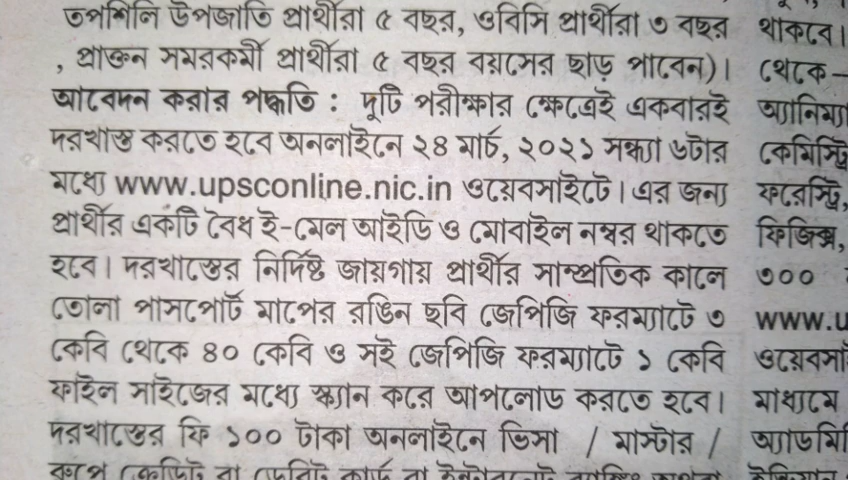 তপশিলি উপজাতি প্রার্থীরা ৫ বছর, ওবিসি প্রার্থীরা ৩ বছর
, প্রাক্তন সমরকর্মী প্রার্থীরা ৫ বছর বয়সের ছাড় পাবেন)।
আবেদন করার পদ্ধতি : দুটি পরীক্ষার ক্ষেত্রেই একবারই
দরখাস্ত করতে হবে অনলাইনে ২৪ মার্চ, ২০২১ সন্ধ্যা ৬টার
মধ্যে www.upsconline.nic.in ওয়েবসাইটে। এর জন্য
প্রার্থীর একটি বৈধ ই-মেল আইডি ও মোবাইল নম্বর থাকতে
হবে। দরখাস্তের নির্দিষ্ট জায়গায় প্রার্থীর সাম্প্রতিক কালে
তোলা পাসপোর্ট মাপের রঙিন ছবি জেপিজি ফরম্যাটে ৩
কেবি থেকে ৪০ কেবি ও সই জেপিজি ফরম্যাটে ১ কেবি
ফাইল সাইজের মধ্যে স্ক্যান করে আপলোড করতে হবে।
দরখাস্তের ফি ১০০ টাকা অনলাইনে ভিসা / মাস্টার /
রুপে ক্রেডিট বা ডেবিট কার্ড বা ইন্টারনেট
থাকবে।
থেকে —
কেমিস্ট্রি
ফরেস্ট্রি,
ফিজিক্স,
৩০০
www.u
মাধ্যমে